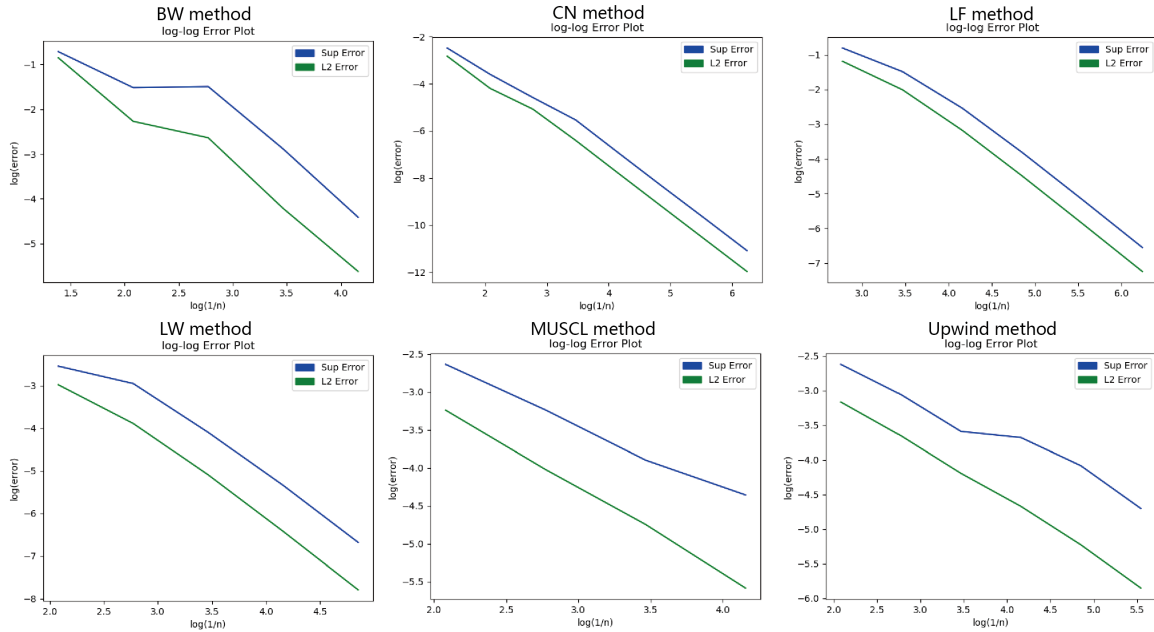 BW method
log-log Error Plot
Sup Error
L2 Error
log(error)
−1
−2
−3
−4
−5
1.5 2.0 2.5 3.0 3.5 4.0
log(1/n)
CN method
log-log Error Plot
Sup Error
L2 Error
log(error)
−2
−4
−6
−8
−10
−12
2 3 4 5 6
log(1/n)
LF method
log-log Error Plot
Sup Error
L2 Error
log(error)
−1
−2
−3
−4
−5
−6
−7
3.0 3.5 4.0 4.5 5.0 5.5 6.0
log(1/n)
LW method
log-log Error Plot
Sup Error
L2 Error
log(error)
−3
−4
−5
−6
−7
−8
2.0 2.5 3.0 3.5 4.0 4.5
log(1/n)
MUSCL method
log-log Error Plot
Sup Error
L2 Error
log(error)
−2.5
−3.0
−3.5
−4.0
−4.5
−5.0
−5.5
2.0 2.5 3.0 3.5 4.0
log(1/n)
Upwind method
log-log Error Plot
Sup Error
L2 Error
log(error)
−2.5
−3.0
−3.5
−4.0
−4.5
−5.0
−5.5
−6.0
2.0 2.5 3.0 3.5 4.0 4.5 5.0 5.5
log(1/n)